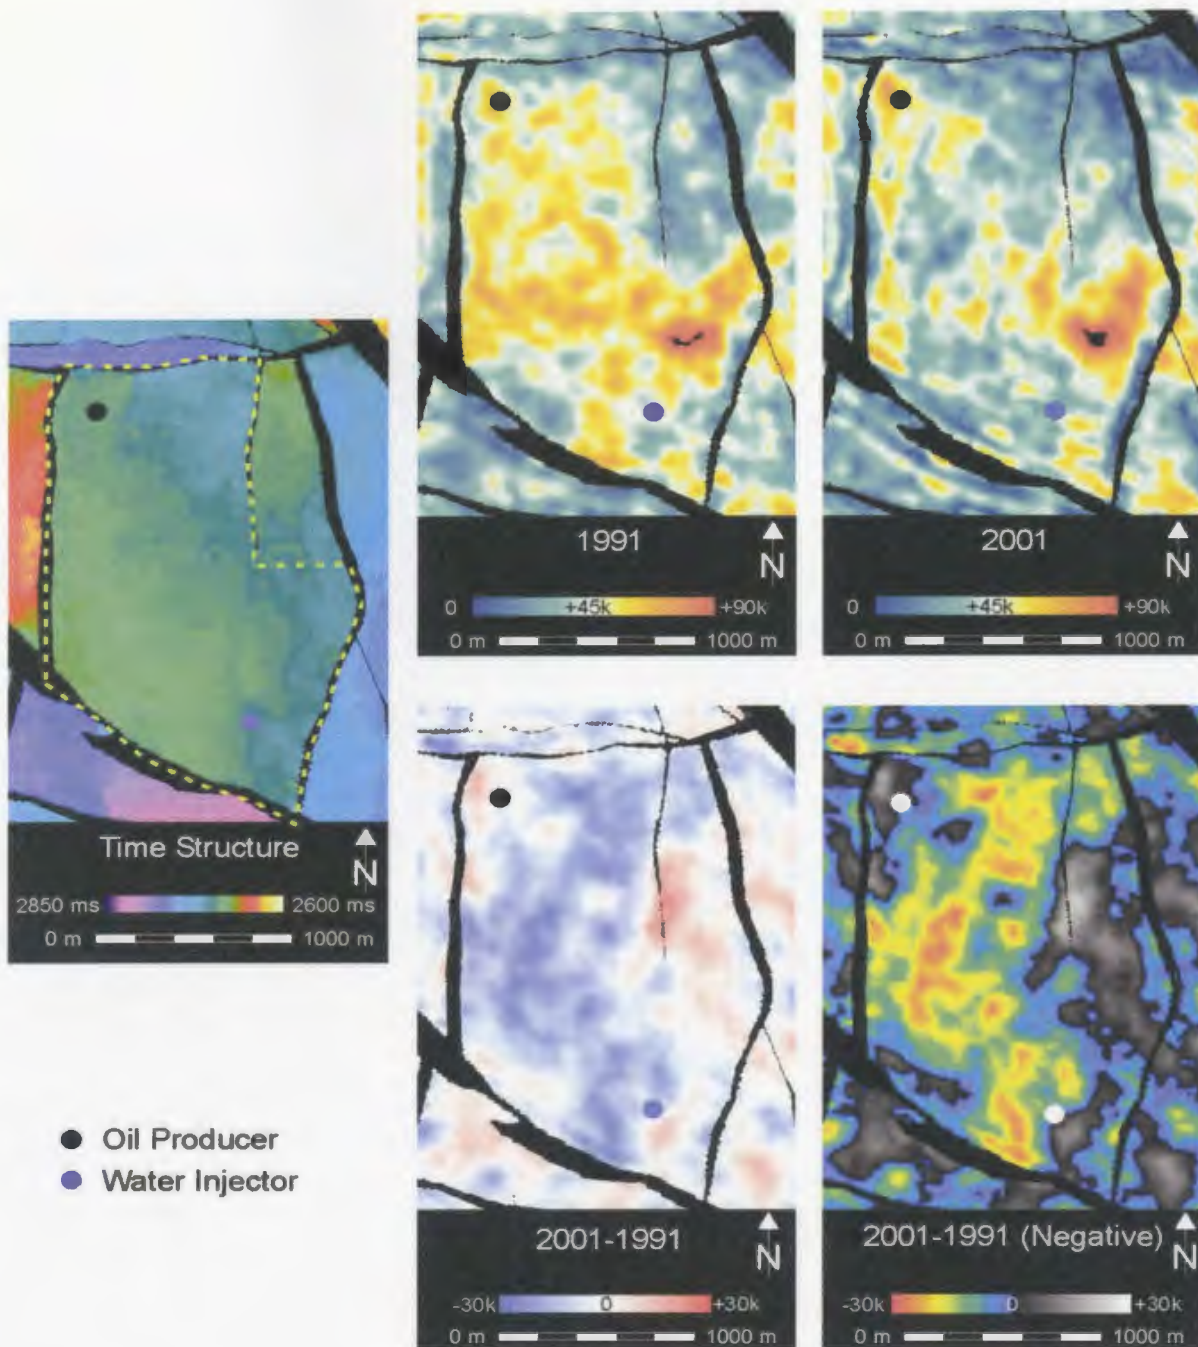 1991
N
0 +45k +90k
0 m 1000 m
2001
N
0 +45k +90k
0 m 1000 m
Time Structure
N
2850 ms 2600 ms
0 m 1000 m
Oil Producer
Water Injector
2001-1991
N
-30k 0 +30k
0 m 1000 m
2001-1991 (Negative)
N
-30k 0 +30k
0 m 1000 m